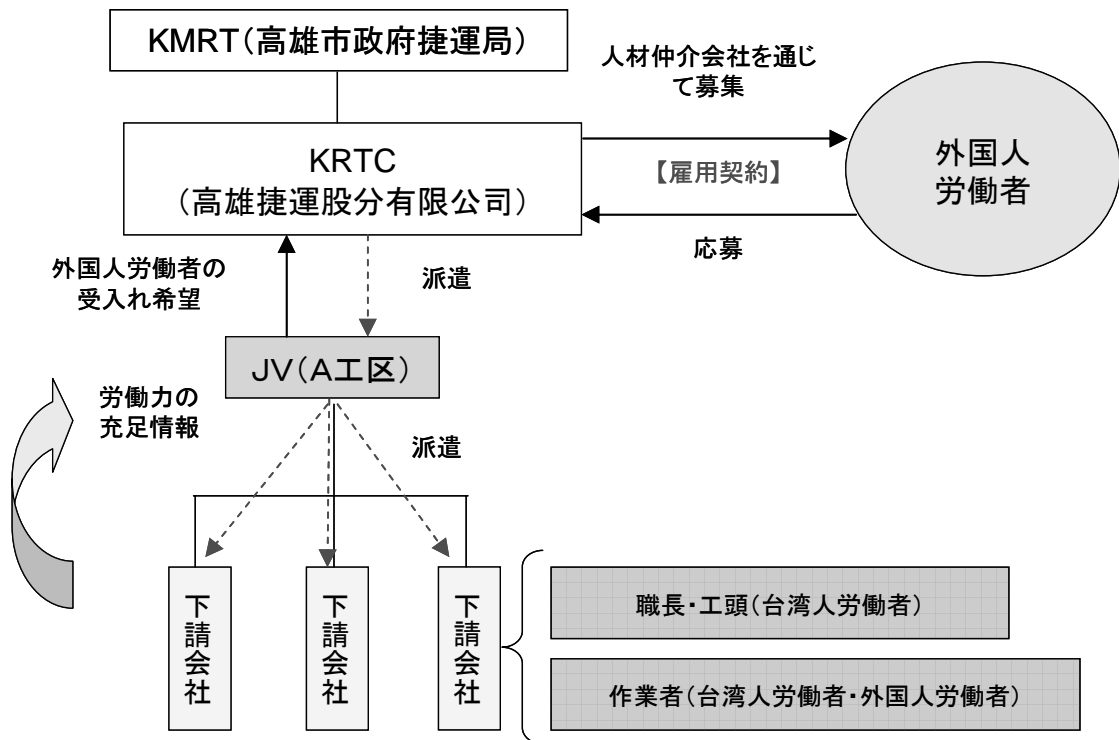 KMRT(高雄市政府捷運局)
人材仲介会社を通じ
て募集
KRTC
(高雄捷運股分有限公司)
【雇用契約】
外国人
労働者
応募
外国人労働者の
受入れ希望
派遣
JV(A工区)
労働力の
充足情報
派遣
下請会社
下請会社
下請会社
職長・工頭(台湾人労働者)
作業者(台湾人労働者・外国人労働者)